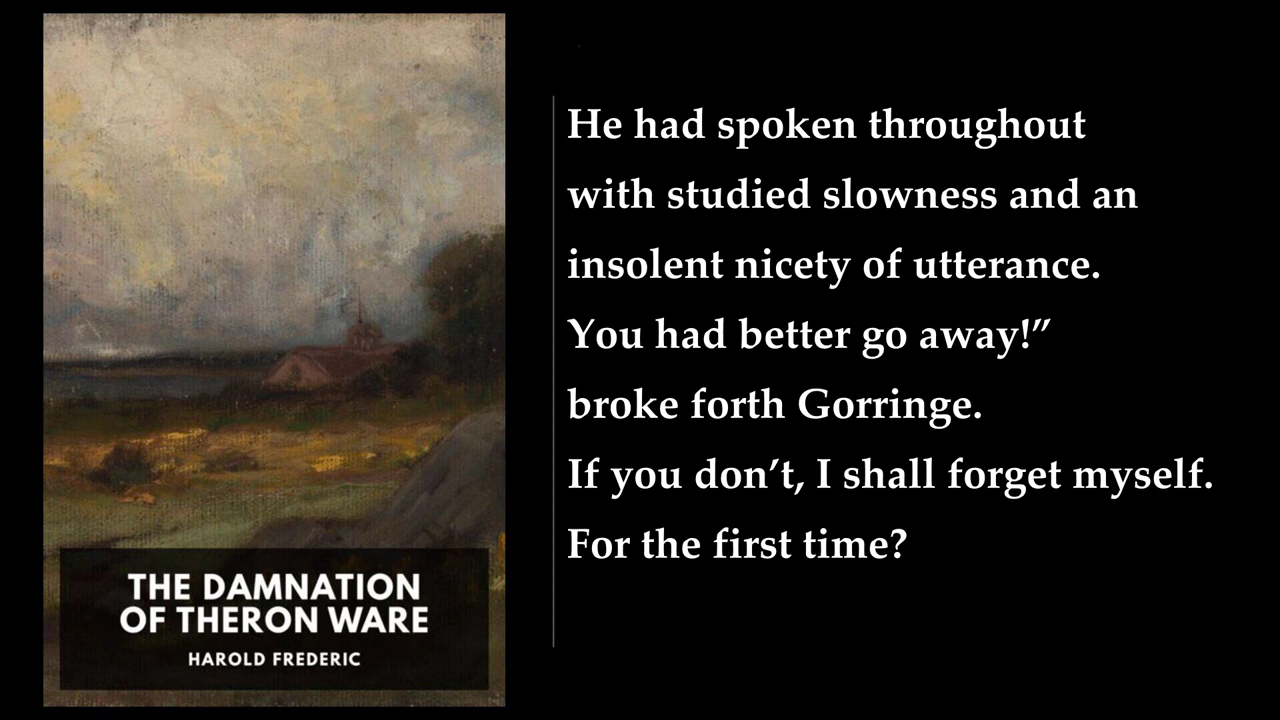 He had spoken throughout
with studied slowness and an
insolent nicety of utterance.
You had better go away!”
broke forth Gorringe.
If you don’t, I shall forget myself.
For the first time?
THE DAMNATION
OF THERON WARE
HAROLD FREDERIC